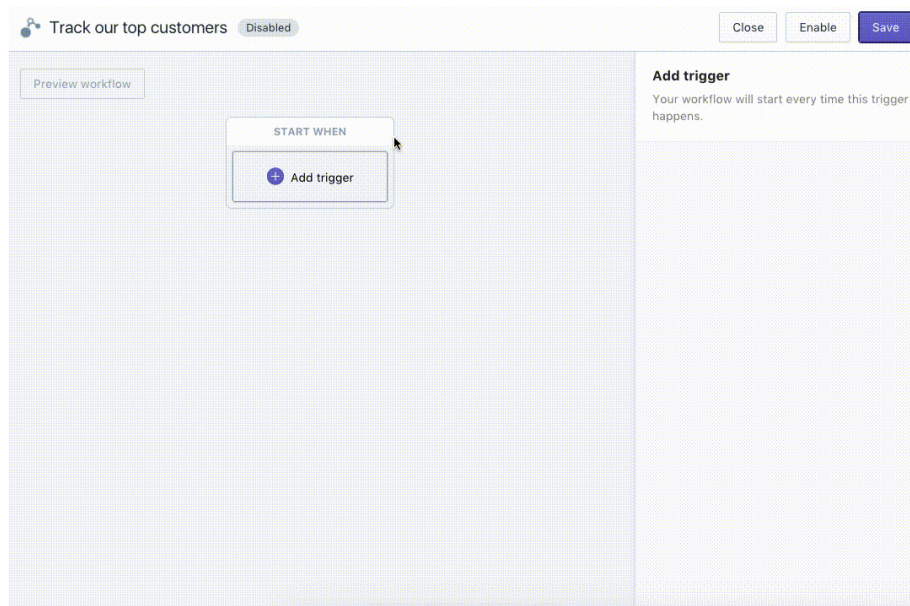 Track our top customers Disabled Close Enable Save
Preview workflow
START WHEN
Add trigger
Add trigger
Your workflow will start every time this trigger
happens.